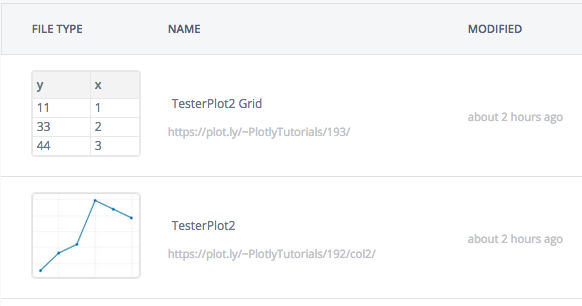 FILE TYPE NAME MODIFIED
y x
11 1
33 2
44 3
TesterPlot2 Grid
https://plot.ly/~PlotlyTutorials/193/
about 2 hours ago
TesterPlot2
https://plot.ly/~PlotlyTutorials/192/col2/
about 2 hours ago